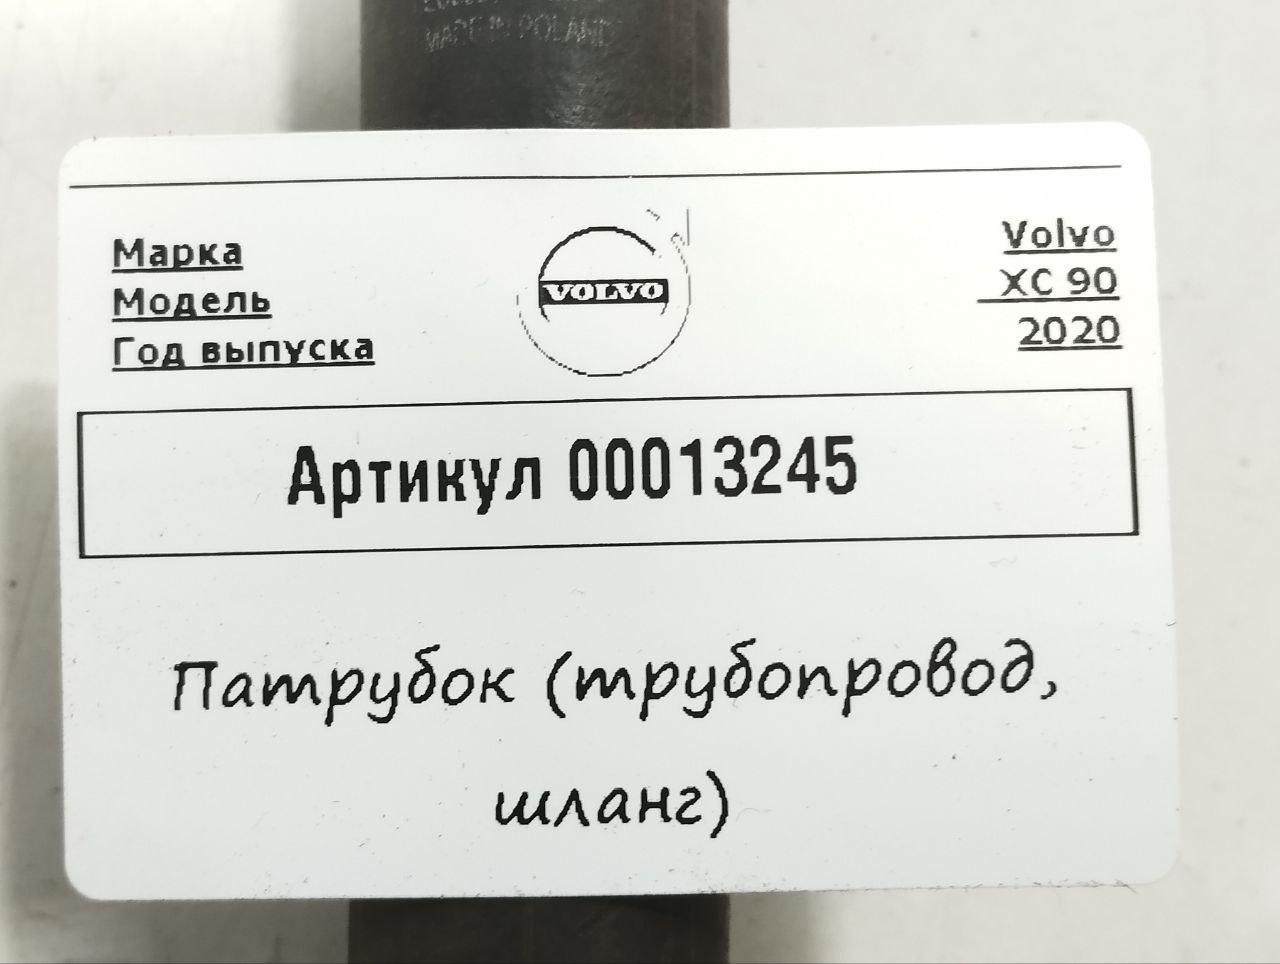 MADE IN POLAND
Марка
Модель
Год выпуска
VOLVO
Volvo
XC 90
2020
Артикул 00013245
Патрубок (трубопровод,
шланг)